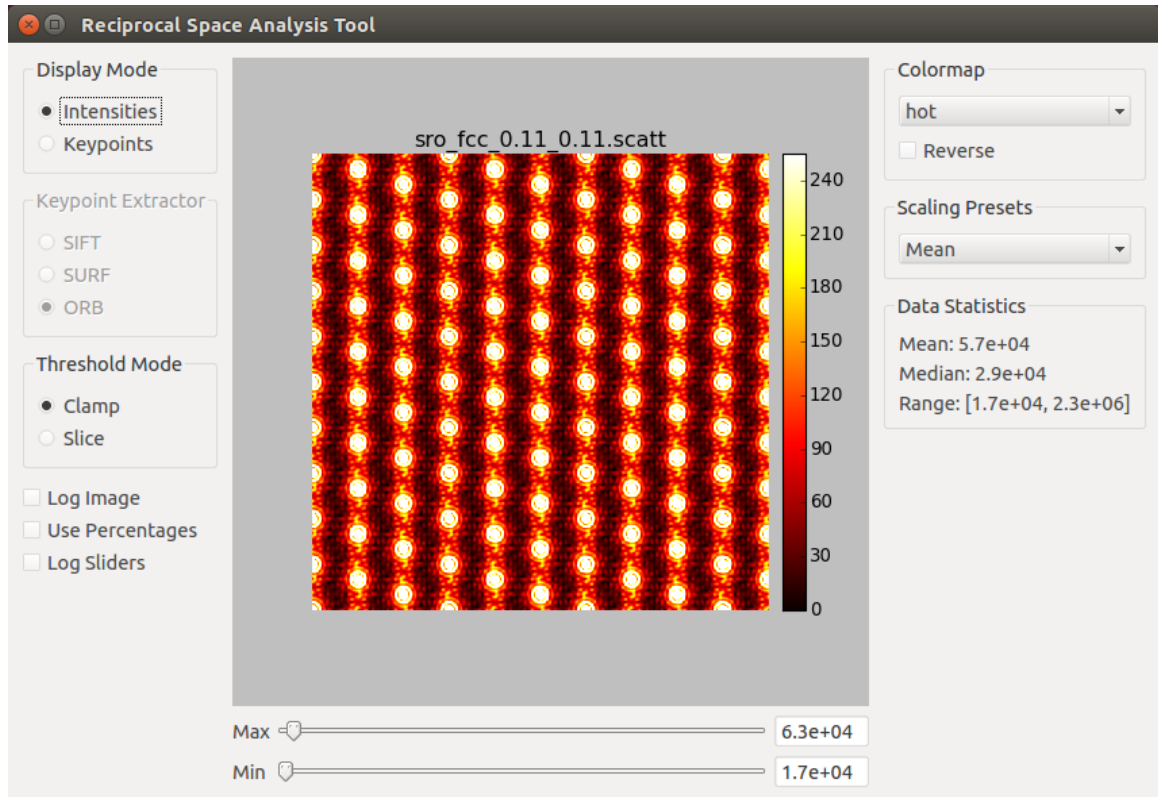 Reciprocal Space Analysis Tool
Display Mode
Intensities
Keypoints
Keypoint Extractor
SIFT
SURF
ORB
Threshold Mode
Clamp
Slice
Log Image
Use Percentages
Log Sliders
sro_fcc_0.11_0.11.scatt
240
210
180
150
120
90
60
30
0
Max
6.3e+04
Min
1.7e+04
Colormap
hot
Reverse
Scaling Presets
Mean
Data Statistics
Mean: 5.7e+04
Median: 2.9e+04
Range: [1.7e+04, 2.3e+06]